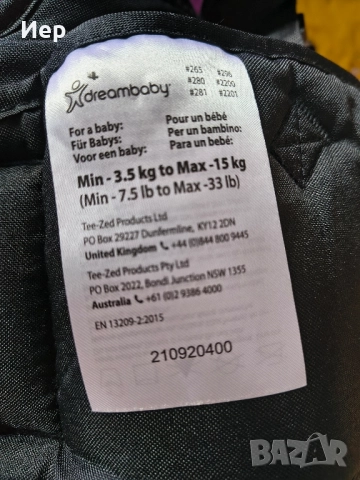 Иер
dreambaby
#265 #296
#280 #2200
#281 #2201
For a baby: Pour un bébé
Für Babys: Per un bambino:
Voor een baby: Para un bebé:
Min - 3.5 kg to Max -15 kg
(Min - 7.5 lb to Max -33 lb)
Tee-Zed Products Ltd
PO Box 29227 Dunfermline, KY12 2DN
United Kingdom +44 (0)844 800 9445
Tee-Zed Products Pty Ltd
PO Box 2022, Bondi Junction NSW 1355
Australia +61 (0)2 9386 4000
EN 13209-2:2015
210920400
BAZAR